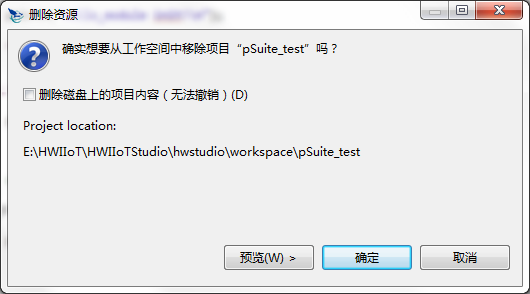 删除资源
确实想要从工作空间中移除项目“pSuite_test”吗？
删除磁盘上的项目内容（无法撤销）(D)
Project location:
E:\HWIIoT\HWIIoTStudio\hwstudio\workspace\pSuite_test
预览(W) >
确定
取消